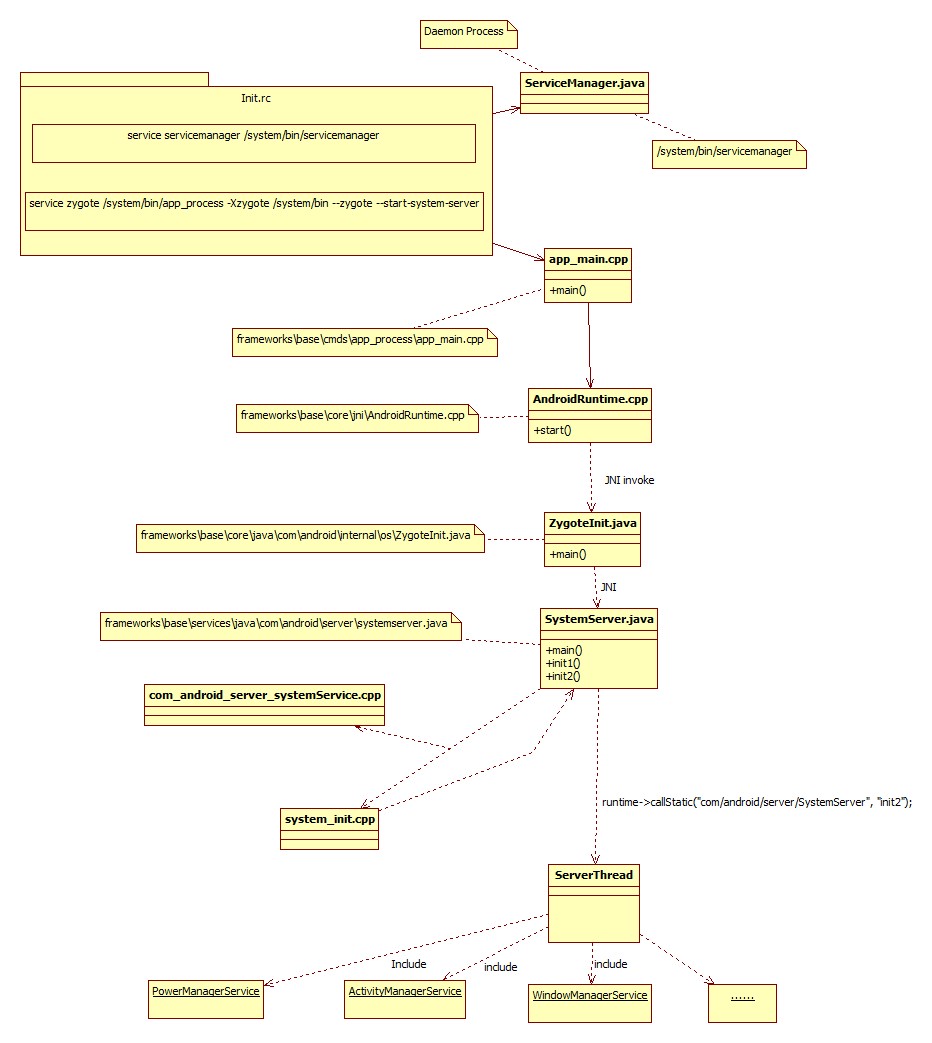 Daemon Process
ServiceManager.java
Init.rc
service servicemanager /system/bin/servicemanager
/system/bin/servicemanager
service zygote /system/bin/app_process -Xzygote /system/bin --zygote --start-system-server
app_main.cpp
+main()
frameworks\base\cmds\app_process\app_main.cpp
AndroidRuntime.cpp
frameworks\base\core\jni\AndroidRuntime.cpp
+start()
JNI invoke
ZygoteInit.java
frameworks\base\core\java\com\android\internal\os\ZygoteInit.java
+main()
JNI
SystemServer.java
frameworks\base\services\java\com\android\server\systemserver.java
+main()
+init1()
+init2()
com_android_server_systemService.cpp
runtime->callStatic("com/android/server/SystemServer", "init2");
system_init.cpp
ServerThread
Include
include
include
PowerManagerService
ActivityManagerService
WindowManagerService
......